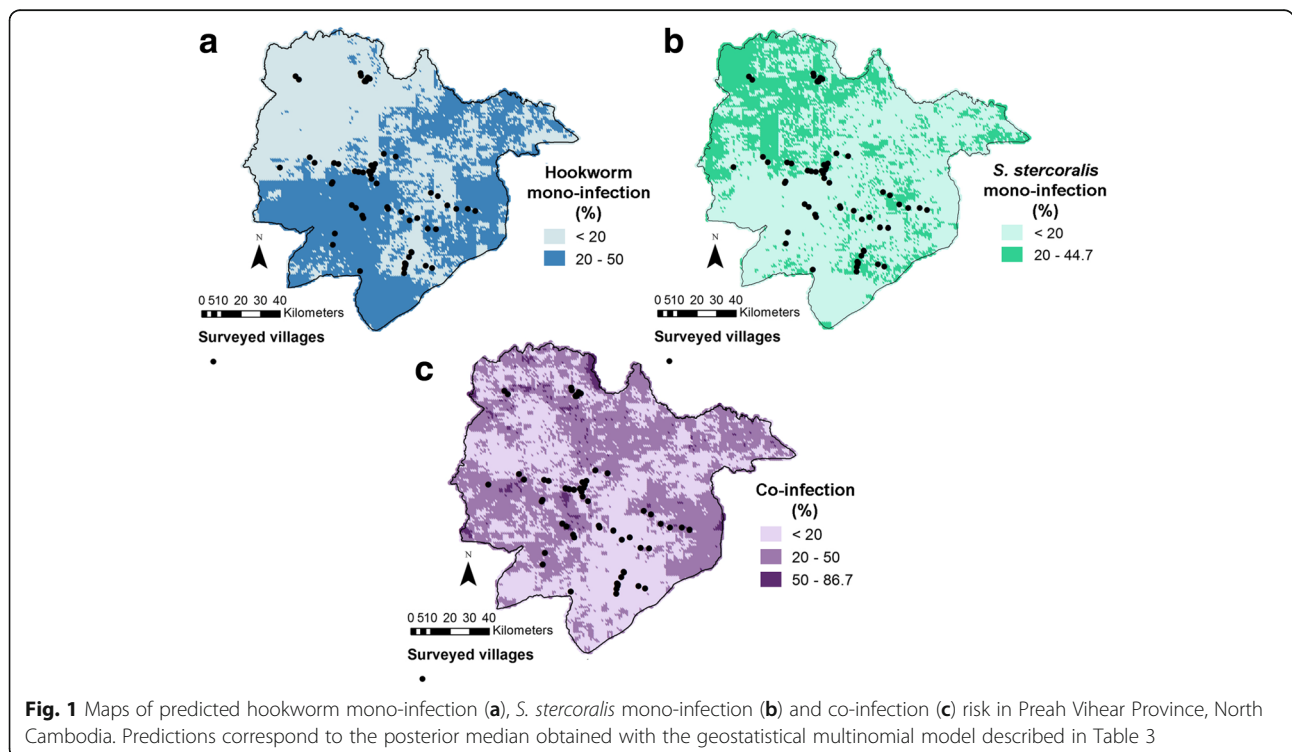 a
Hookworm
mono-infection
(%)
< 20
20 - 50
N
0 510 20 30 40
Kilometers
Surveyed villages
b
S. stercoralis
mono-infection
(%)
< 20
20 - 44.7
N
0 510 20 30 40
Kilometers
Surveyed villages
c
Co-infection
(%)
< 20
20 - 50
50 - 86.7
N
0 510 20 30 40
Kilometers
Surveyed villages
Fig. 1 Maps of predicted hookworm mono-infection (a), S. stercoralis mono-infection (b) and co-infection (c) risk in Preah Vihear Province, North
Cambodia. Predictions correspond to the posterior median obtained with the geostatistical multinomial model described in Table 3